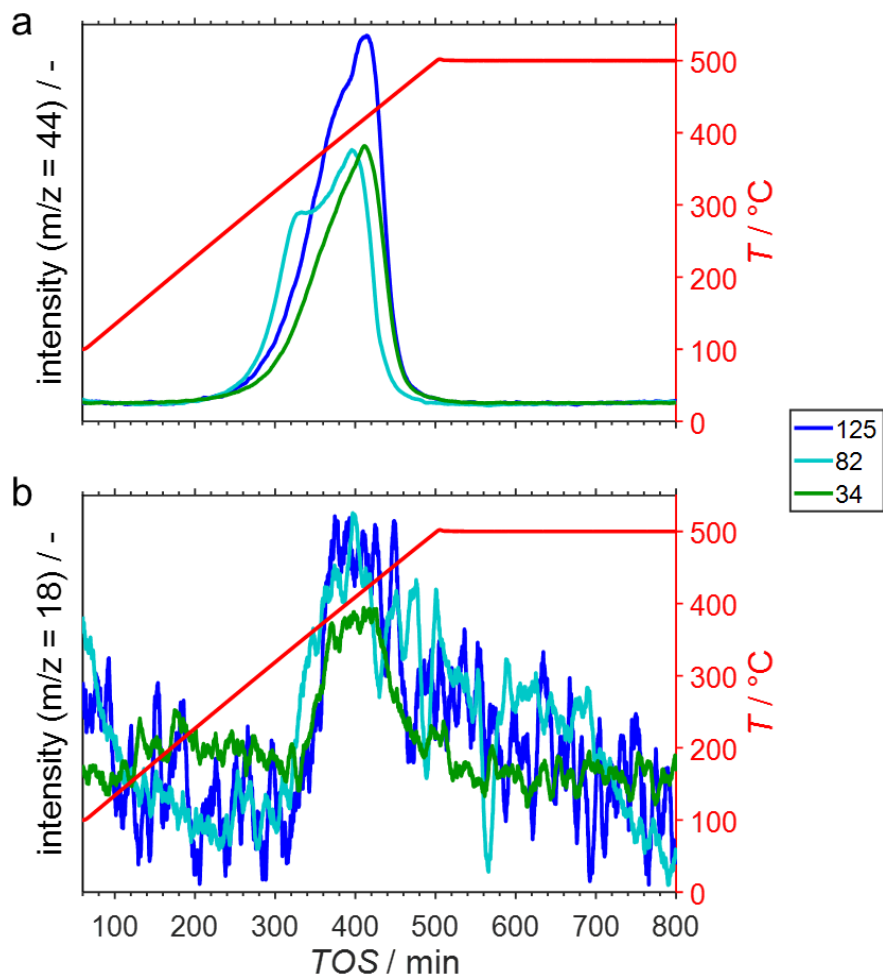 a
intensity (m/z = 44) / -
500
400
300
200
100
0
T / °C
125
82
34
b
intensity (m/z = 18) / -
500
400
300
200
100
0
T / °C
100 200 300 400 500 600 700 800
TOS / min